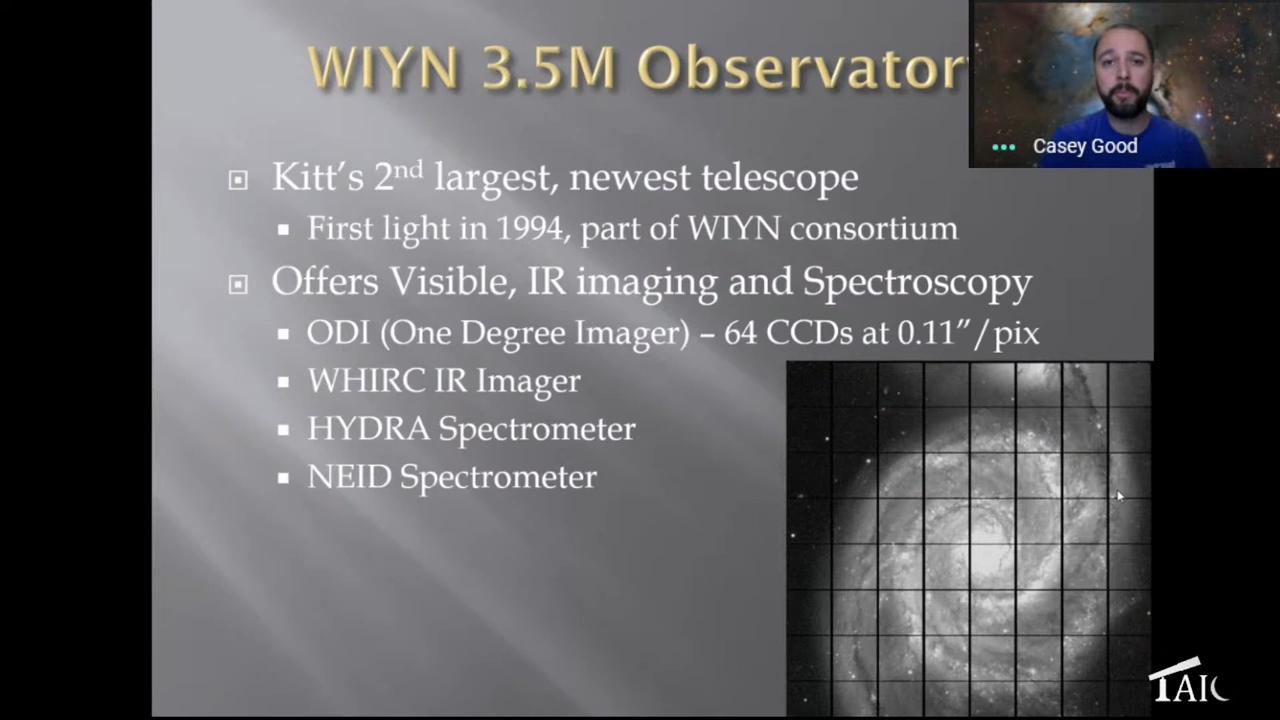 WIYN 3.5M Observator
Casey Good
Kitt's 2nd largest, newest telescope
First light in 1994, part of WIYN consortium
Offers Visible, IR imaging and Spectroscopy
ODI (One Degree Imager) – 64 CCDs at 0.11"/pix
WHIRC IR Imager
HYDRA Spectrometer
NEID Spectrometer
TAIC